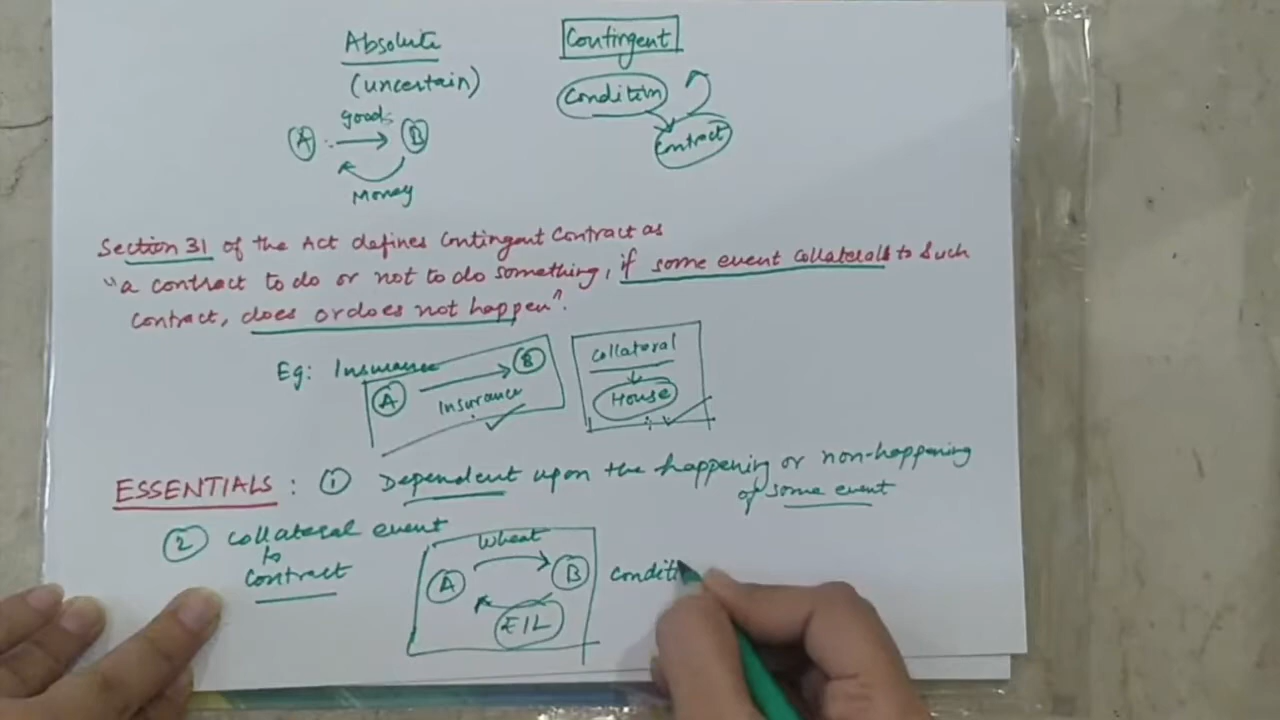 Absolute
(uncertain)
goods
A B
Money
Contingent
Condition
Contract
Section 31 of the Act defines Contingent Contract as
"a contract to do or not to do something, if some event collateral to such
contract, does or does not happen".
Eg: Insurance
A B
Insurance
Collateral
House
ESSENTIALS : ① Dependent upon the happening or non-happening
of some event
② Collateral event
to
contract
Wheat
A B
₹1L
conditi